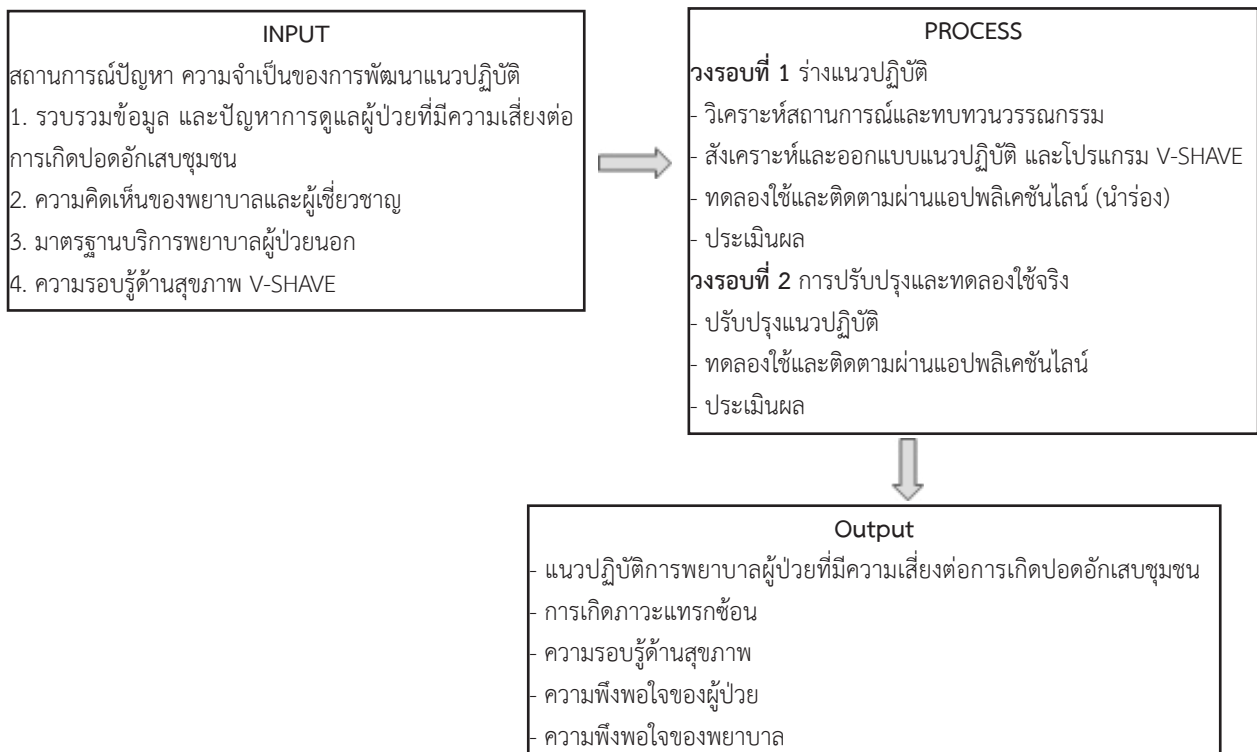 INPUT
สถานการณ์ปัญหา ความจำเป็นของการพัฒนาแนวปฏิบัติ
1. รวบรวมข้อมูล และปัญหาการดูแลผู้ป่วยที่มีความเสี่ยงต่อ
การเกิดปอดอักเสบชุมชน
2. ความคิดเห็นของพยาบาลและผู้เชี่ยวชาญ
3. มาตรฐานบริการพยาบาลผู้ป่วยนอก
4. ความรอบรู้ด้านสุขภาพ V-SHAVE
PROCESS
วงรอบที่ 1 ร่างแนวปฏิบัติ
- วิเคราะห์สถานการณ์และทบทวนวรรณกรรม
- สังเคราะห์และออกแบบแนวปฏิบัติ และโปรแกรม V-SHAVE
- ทดลองใช้และติดตามผ่านแอปพลิเคชันไลน์ (นำร่อง)
- ประเมินผล
วงรอบที่ 2 การปรับปรุงและทดลองใช้จริง
- ปรับปรุงแนวปฏิบัติ
- ทดลองใช้และติดตามผ่านแอปพลิเคชันไลน์
- ประเมินผล
Output
- แนวปฏิบัติการพยาบาลผู้ป่วยที่มีความเสี่ยงต่อการเกิดปอดอักเสบชุมชน
- การเกิดภาวะแทรกซ้อน
- ความรอบรู้ด้านสุขภาพ
- ความพึงพอใจของผู้ป่วย
- ความพึงพอใจของพยาบาล